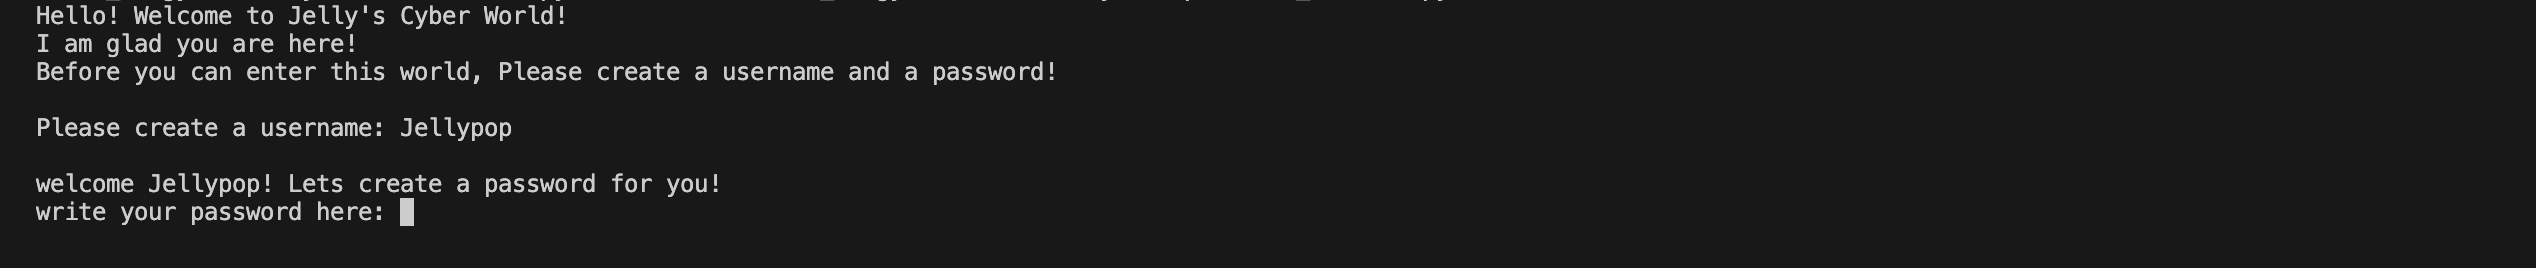 Hello! Welcome to Jelly's Cyber World!
I am glad you are here!
Before you can enter this world, Please create a username and a password!
Please create a username: Jellypop
welcome Jellypop! Lets create a password for you!
write your password here: